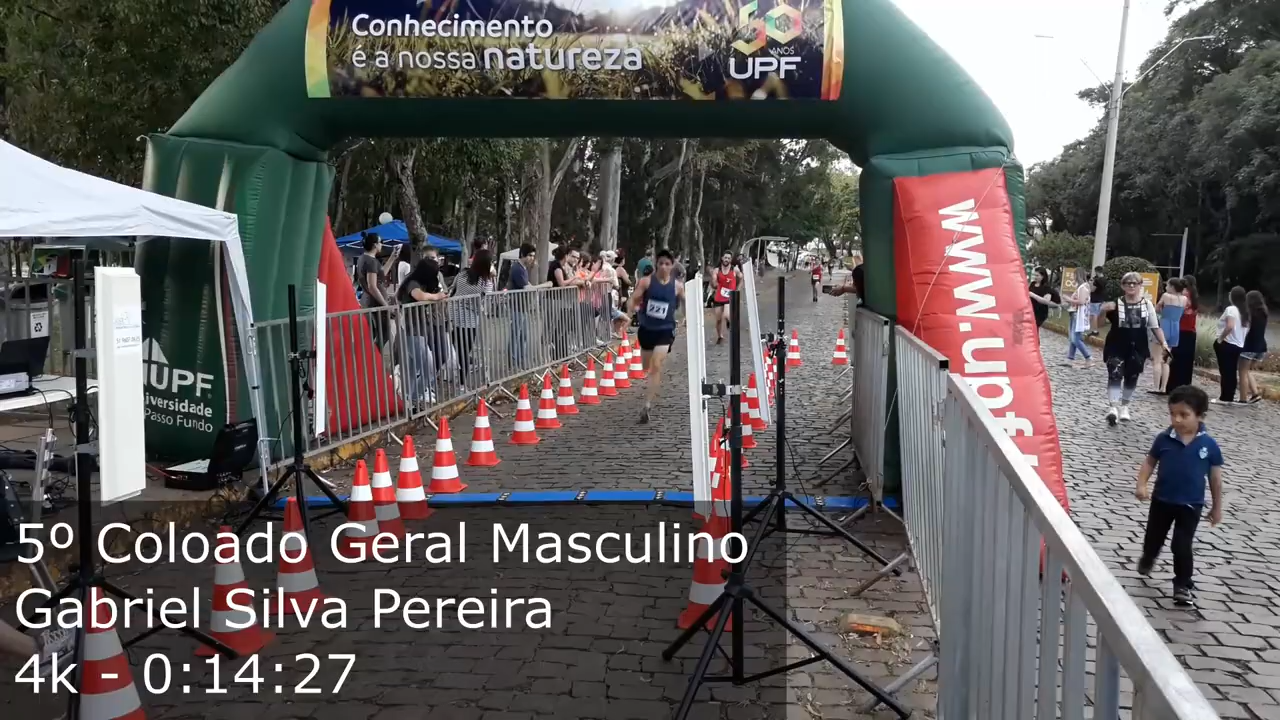 Conhecimento
é a nossa natureza
50
ANOS
UPF
www.upf
UPF
Universidade
Passo Fundo
921
5º Coloado Geral Masculino
Gabriel Silva Pereira
4k - 0:14:27